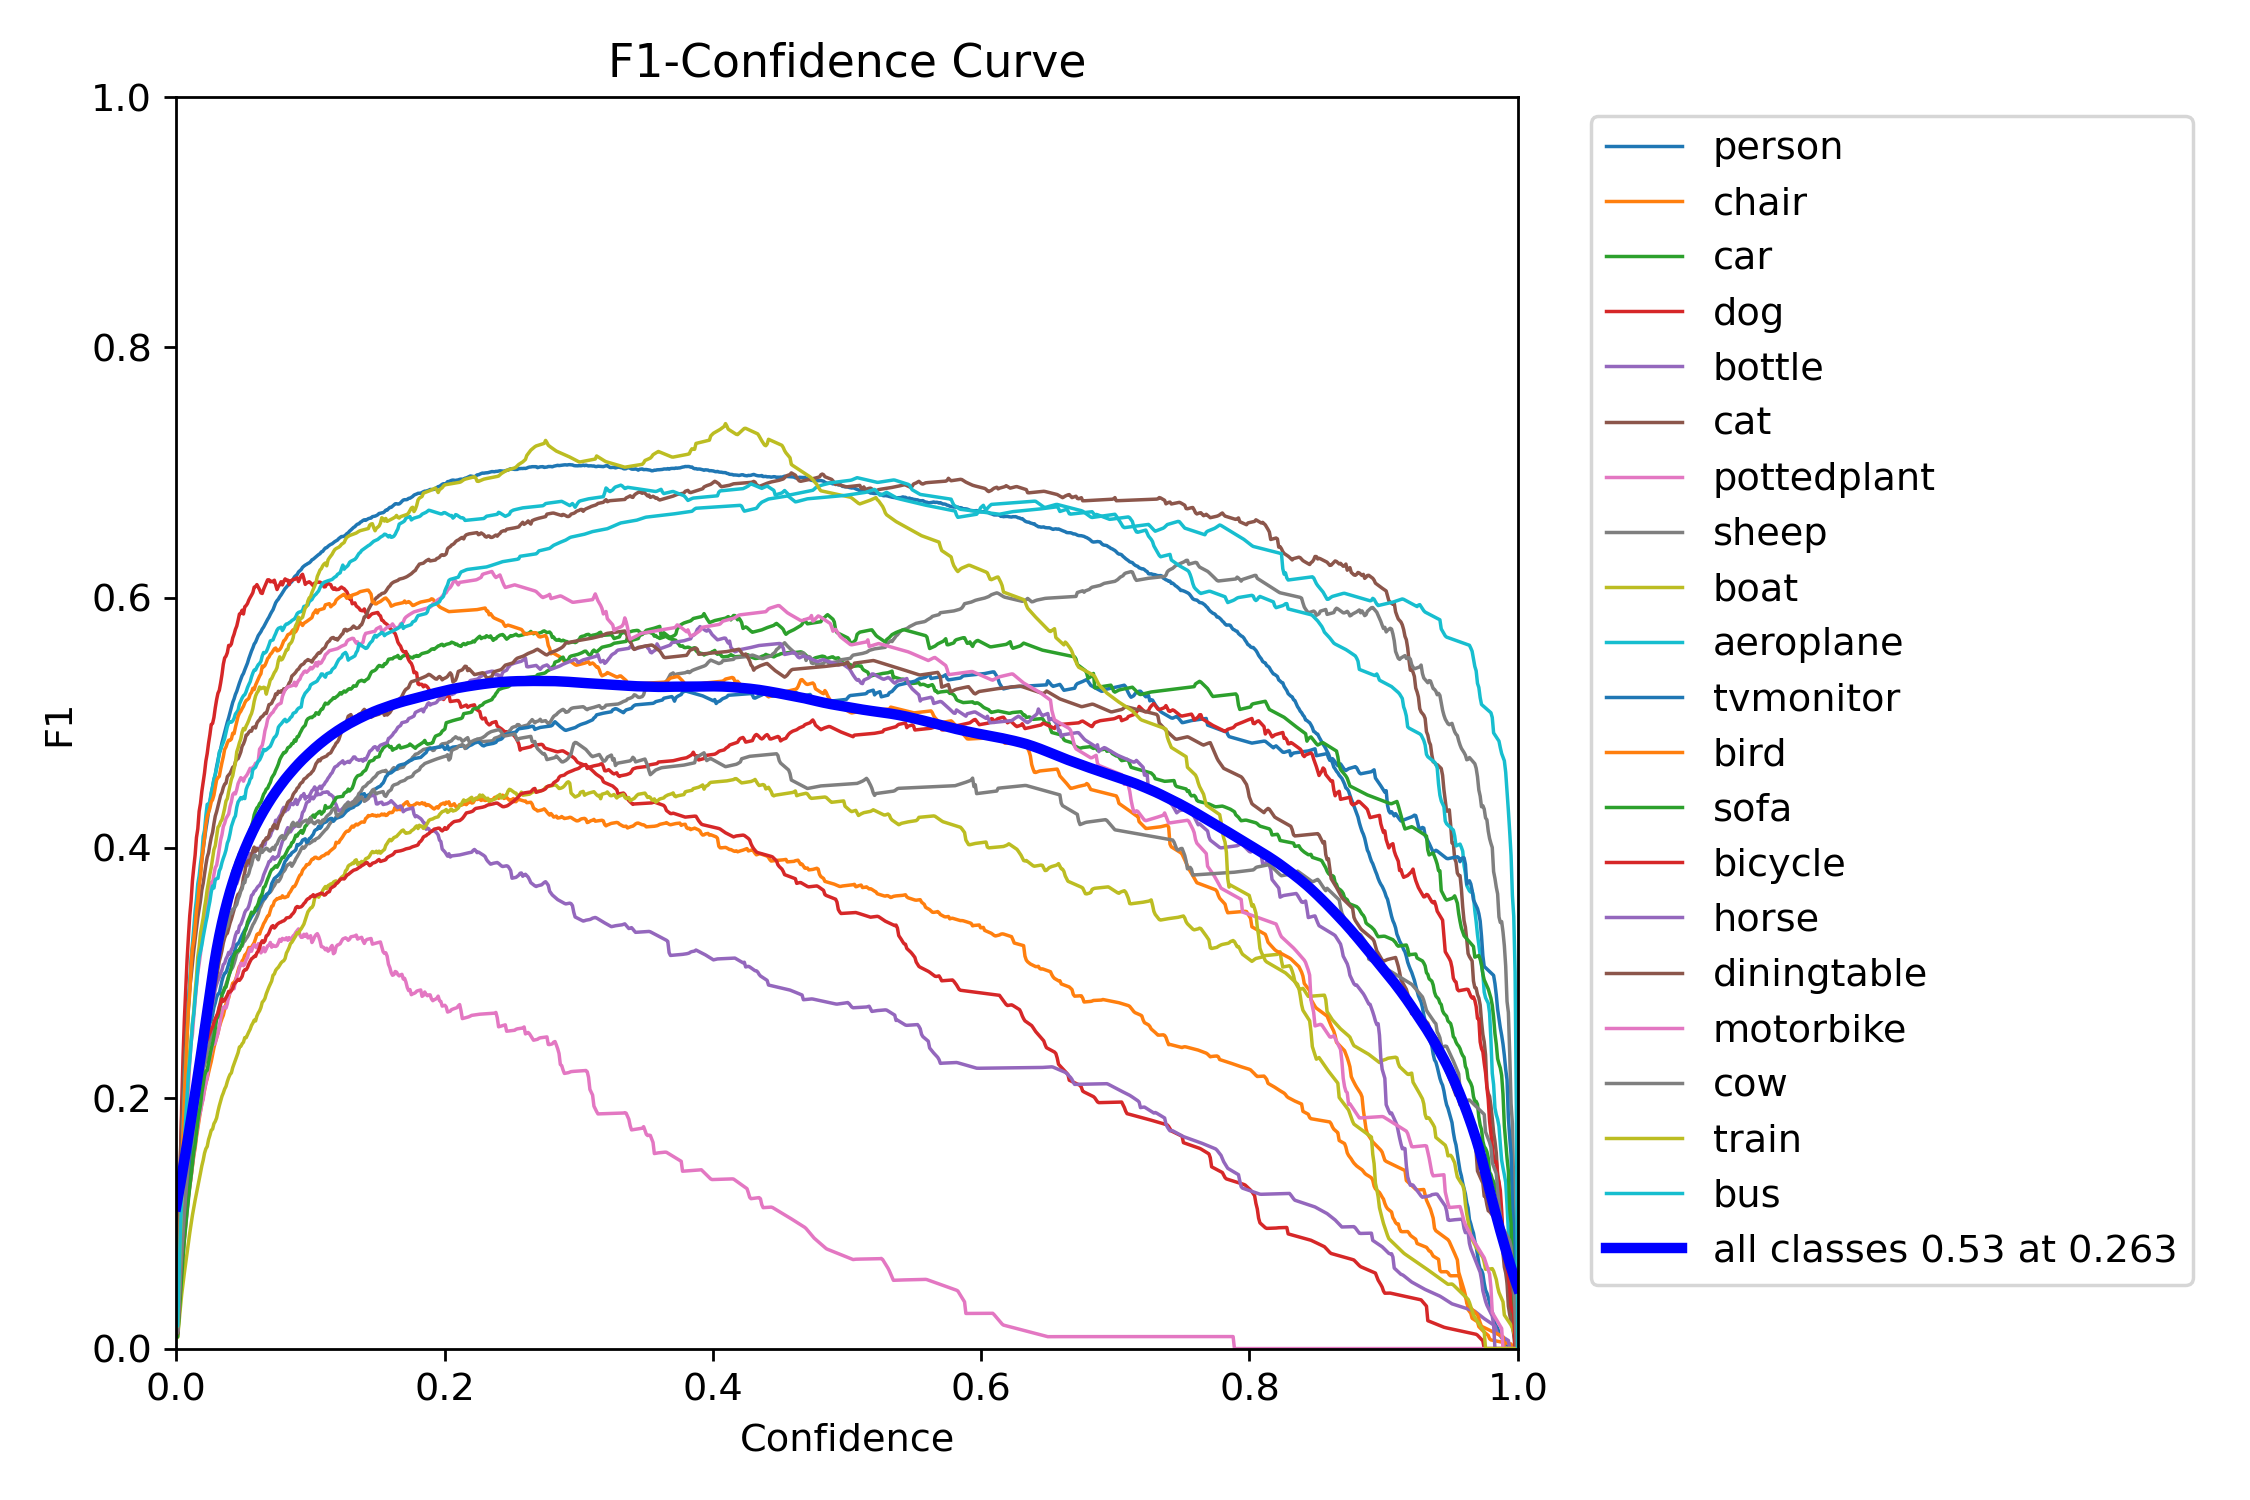 F1-Confidence Curve
1.0
0.8
0.6
0.4
0.2
0.0
F1
0.0 0.2 0.4 0.6 0.8 1.0
Confidence
person
chair
car
dog
bottle
cat
pottedplant
sheep
boat
aeroplane
tvmonitor
bird
sofa
bicycle
horse
diningtable
motorbike
cow
train
bus
all classes 0.53 at 0.263